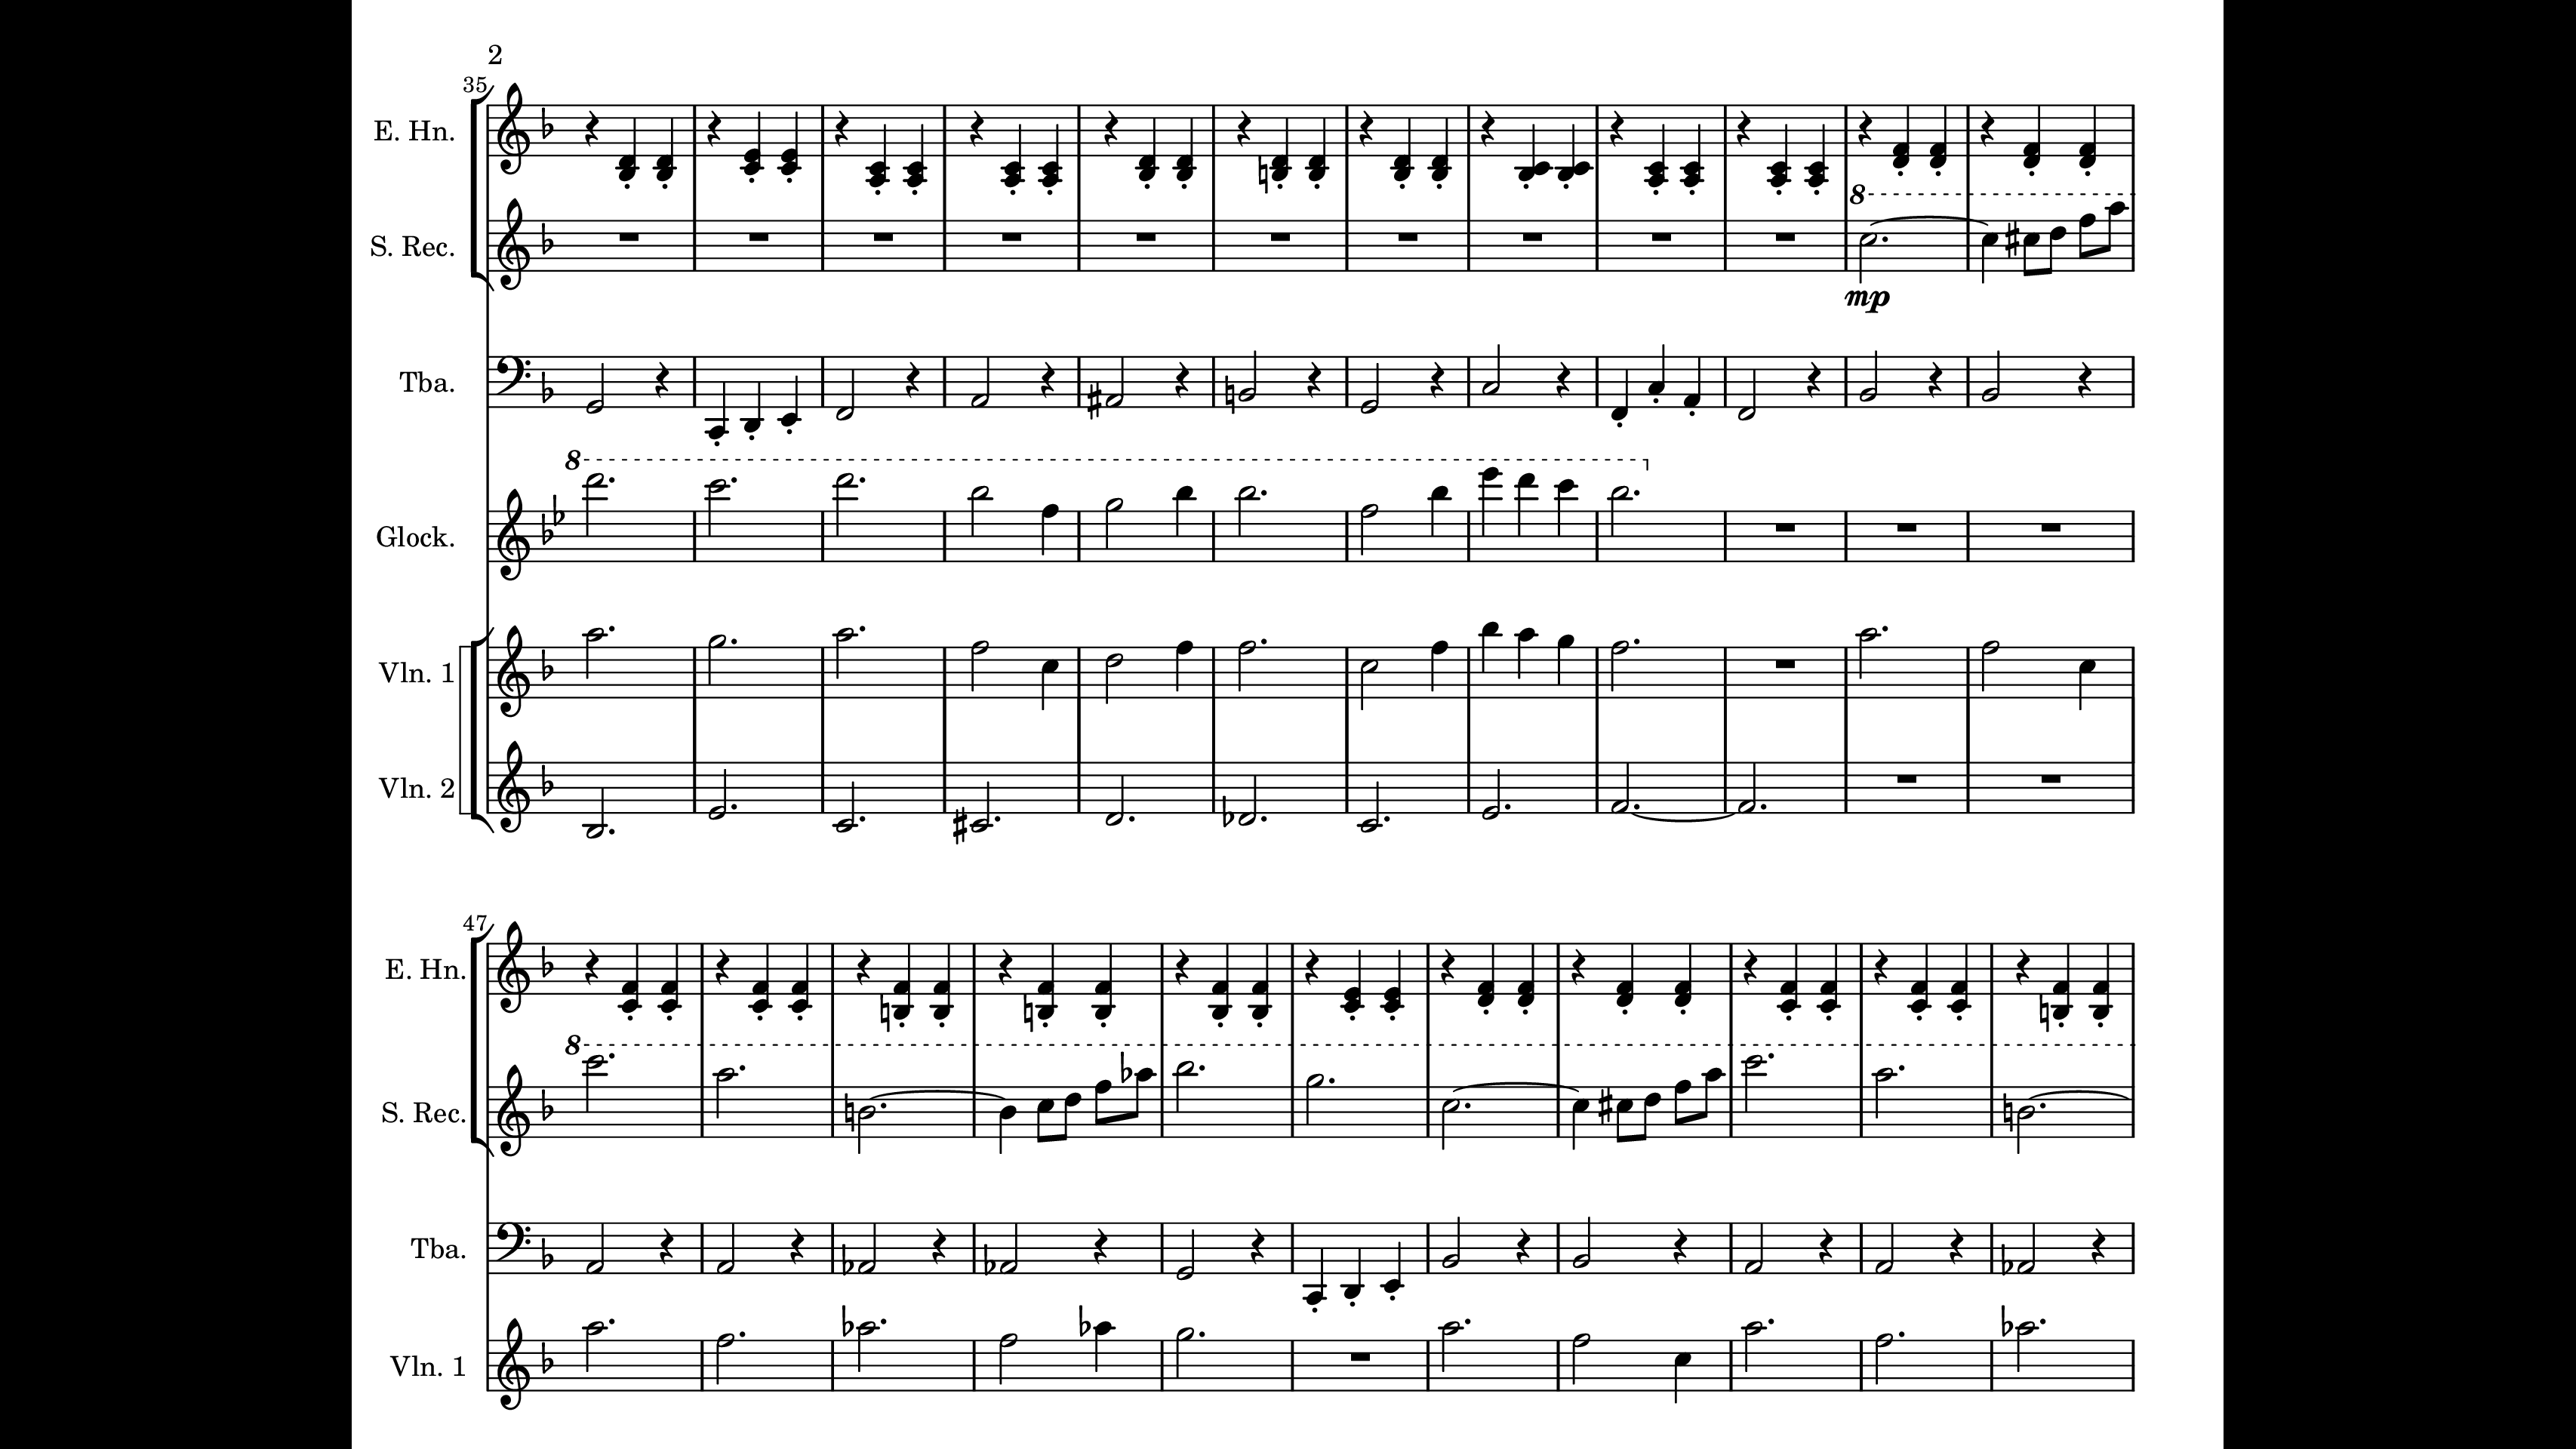 2
35
E. Hn.
8
S. Rec.
mp
Tba.
8
Glock.
Vln. 1
Vln. 2
47
E. Hn.
8
S. Rec.
Tba.
Vln. 1